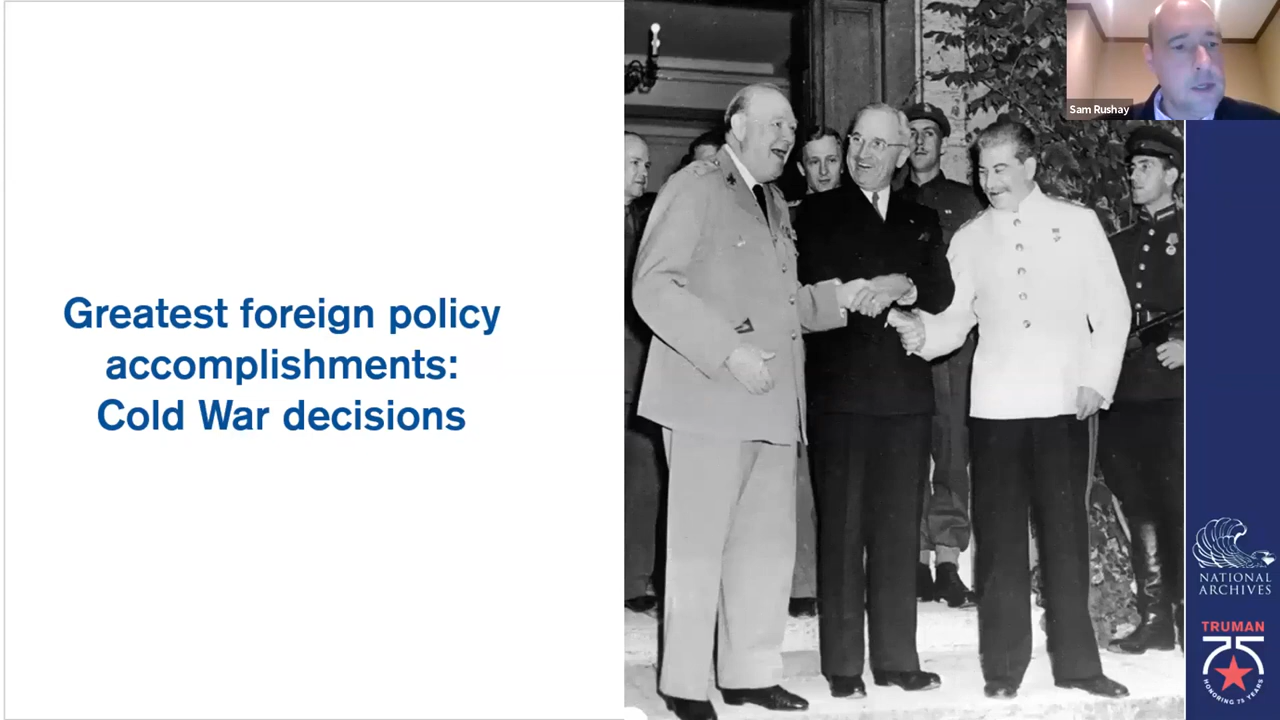 Greatest foreign policy
accomplishments:
Cold War decisions
Sam Rushay
NATIONAL
ARCHIVES
TRUMAN
75
HONORING 75 YEARS